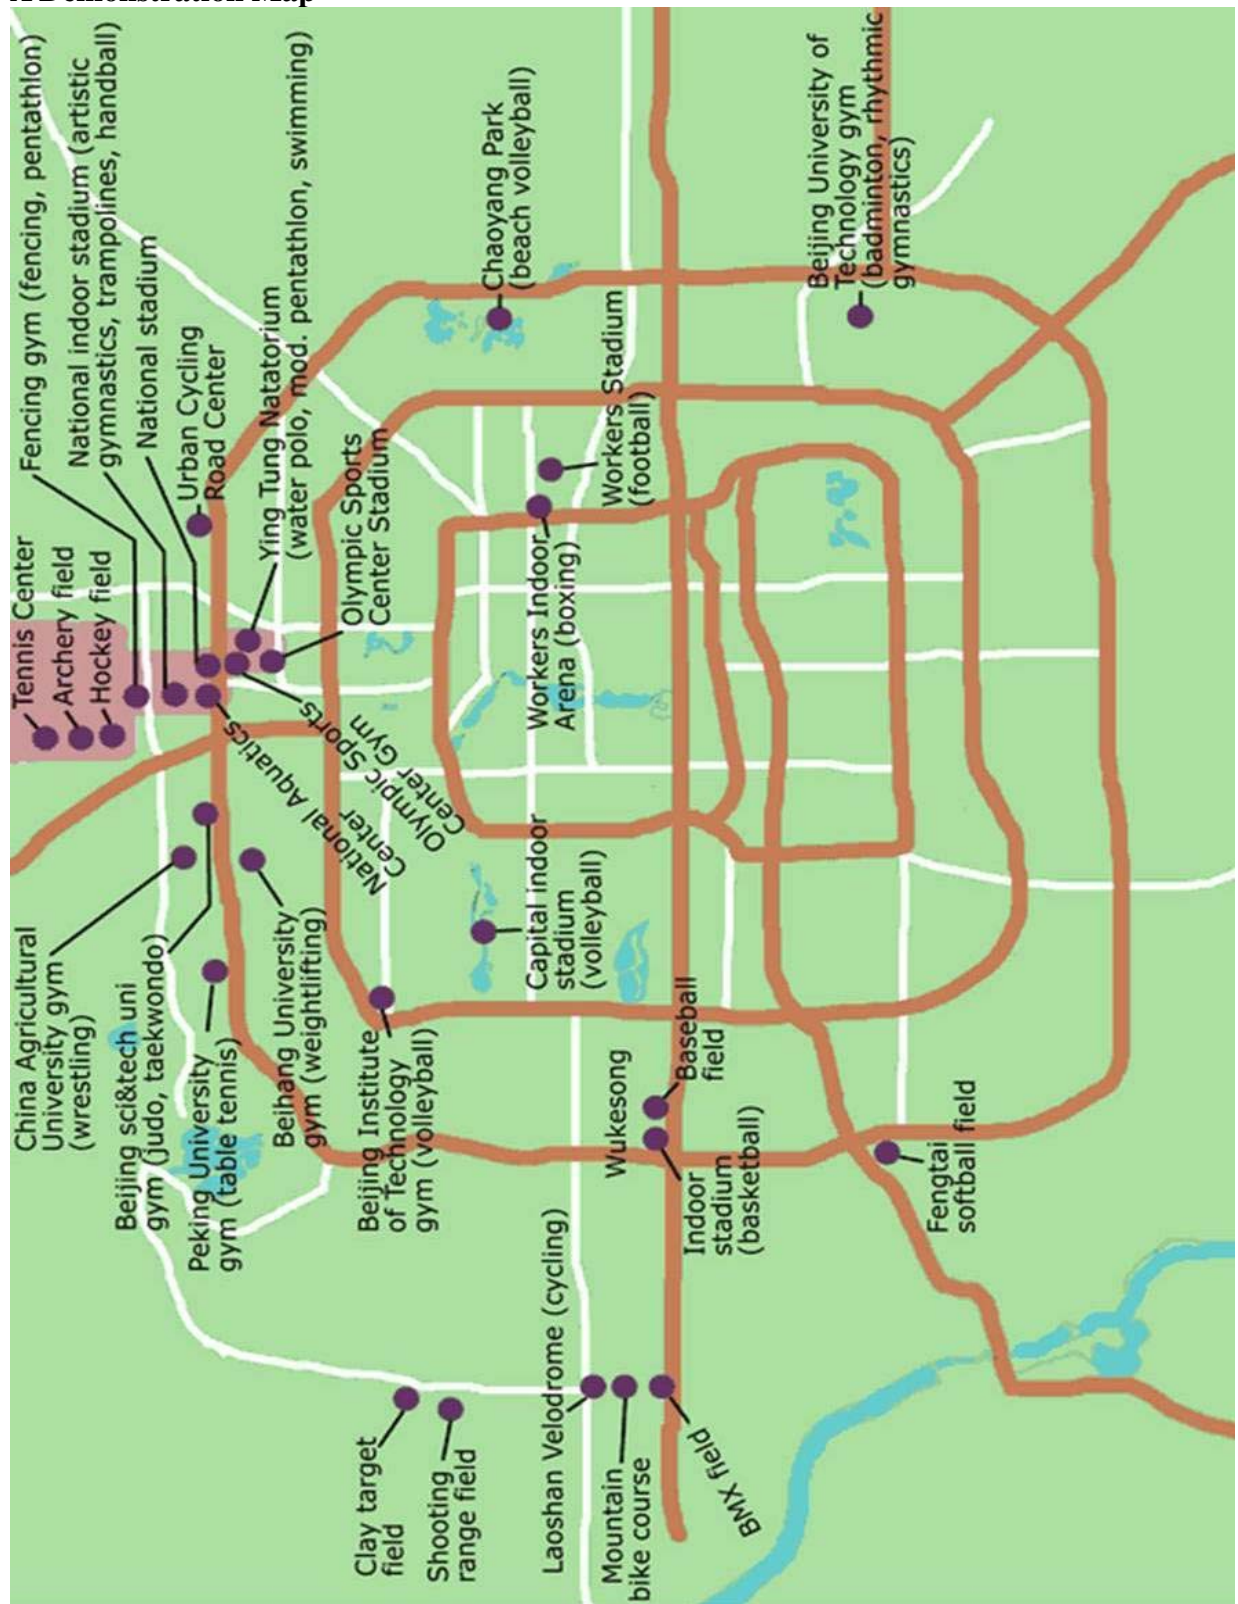 A Demonstration Map
Tennis Center
Archery field
Hockey field
Fencing gym (fencing, pentathlon)
National indoor stadium (artistic
gymnastics, trampolines, handball)
National stadium
Urban Cycling
Road Center
Ying Tung Natatorium
(water polo, mod. pentathlon, swimming)
Olympic Sports
Center Stadium
Olympic Sports
Center Gym
National Aquatics
Center
China Agricultural
University gym
(wrestling)
Beijing sci&tech uni
gym (judo, taekwondo)
Peking University
gym (table tennis)
Beihang University
gym (weightlifting)
Beijing Institute
of Technology
gym (volleyball)
Clay target
field
Shooting
range field
Laoshan Velodrome (cycling)
Mountain
bike course
BMX field
Wukesong
Baseball
field
Indoor
stadium
(basketball)
Fengtai
softball field
Capital indoor
stadium
(volleyball)
Workers Indoor
Arena (boxing)
Workers Stadium
(football)
Chaoyang Park
(beach volleyball)
Beijing University of
Technology gym
(badminton, rhythmic
gymnastics)